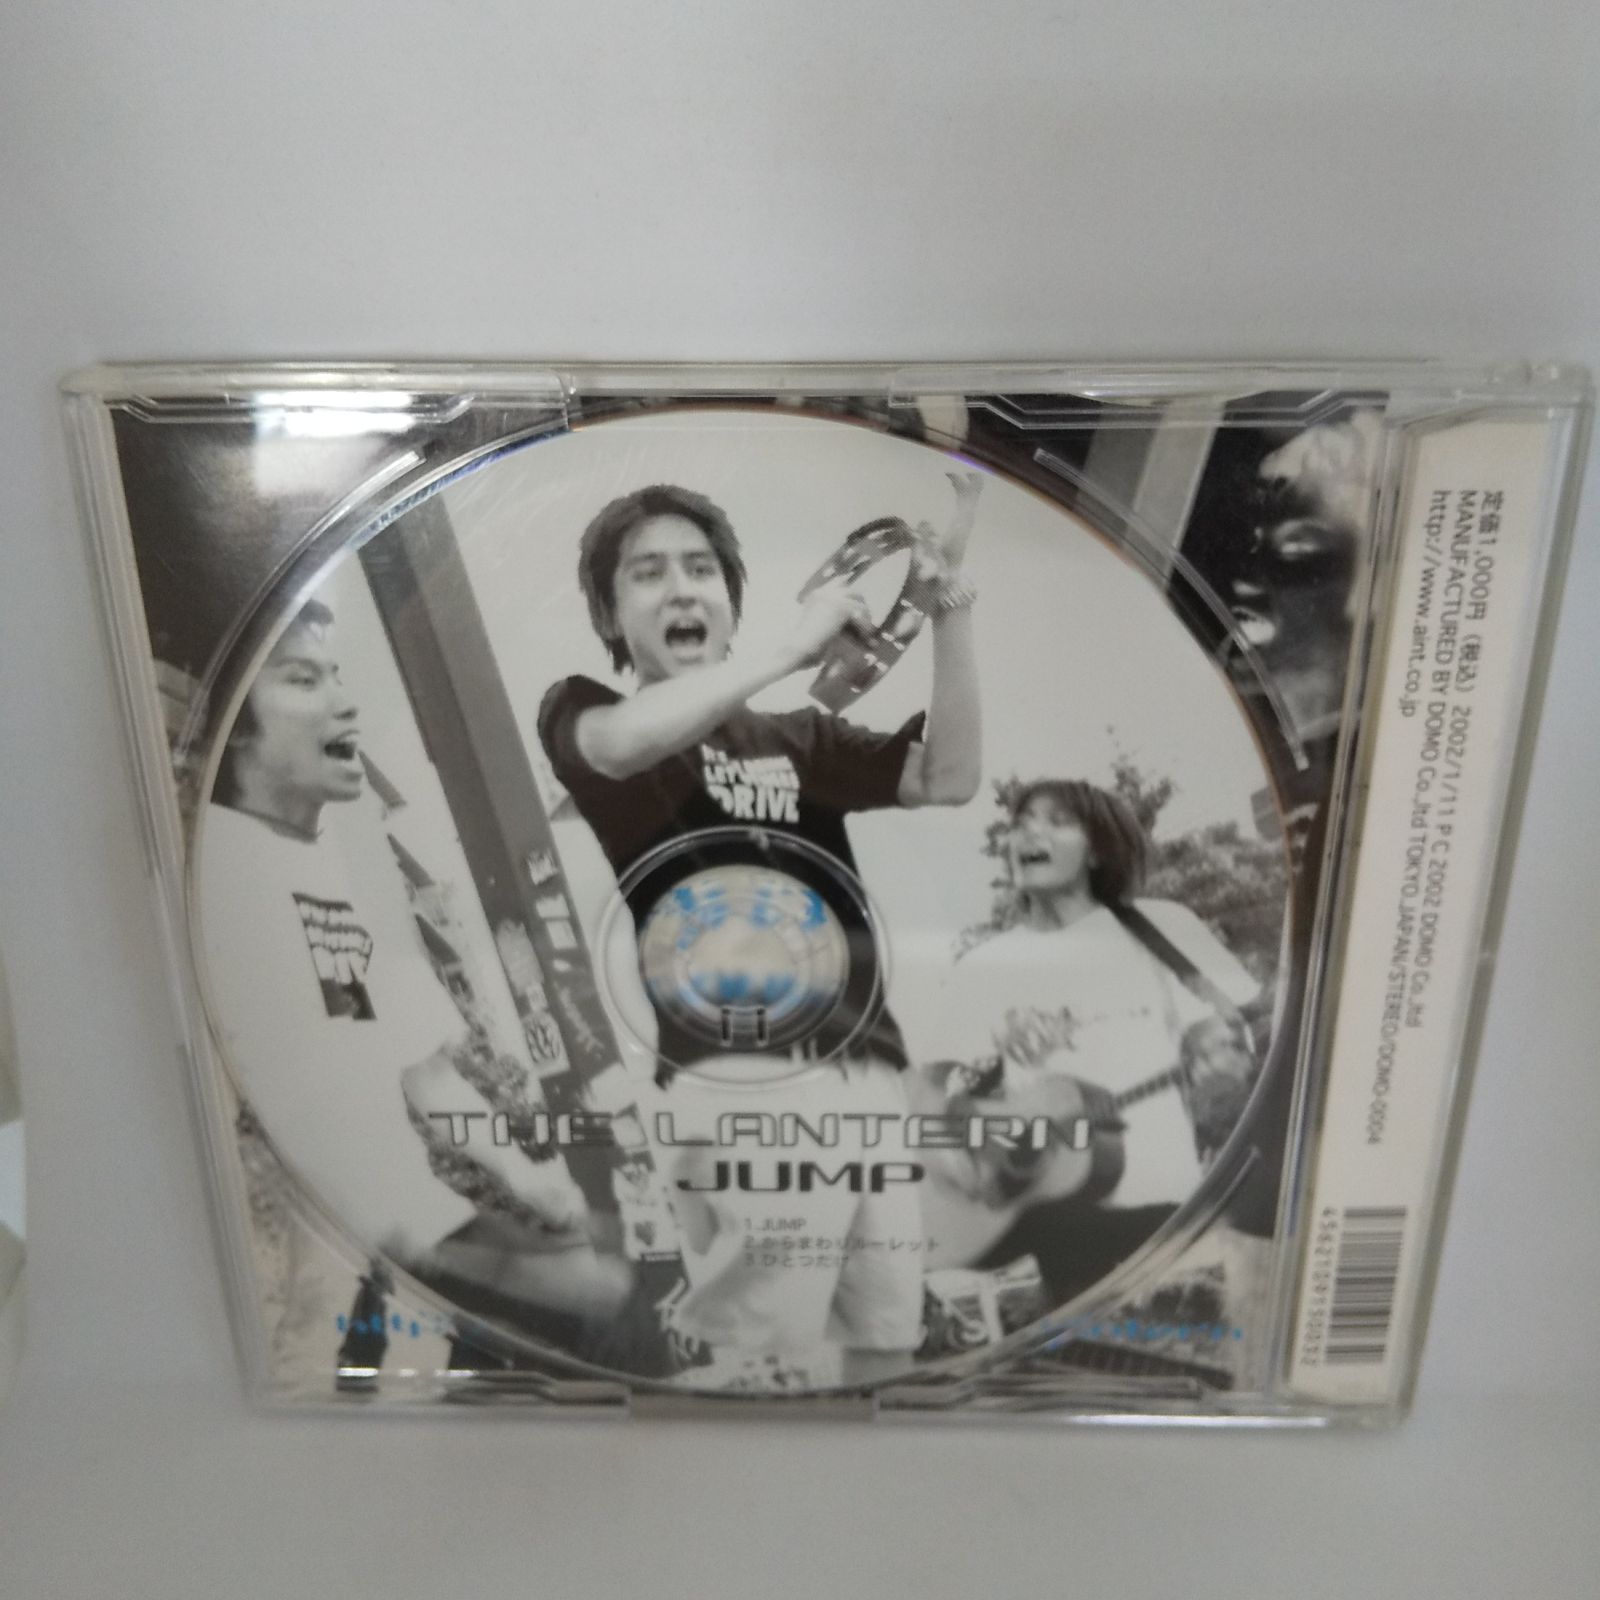 DRIVE
THE LANTERN
JUMP
1.JUMP
2.からまわりルーレット
3.ひとつだけ
定価1,000円（税込）2002/1/11 P C 2002 DOMO Co.,ltd
MANUFACTURED BY DOMO Co.,ltd TOKYO.JAPAN/STEREO/DOMO-0004
http://www.aint.co.jp